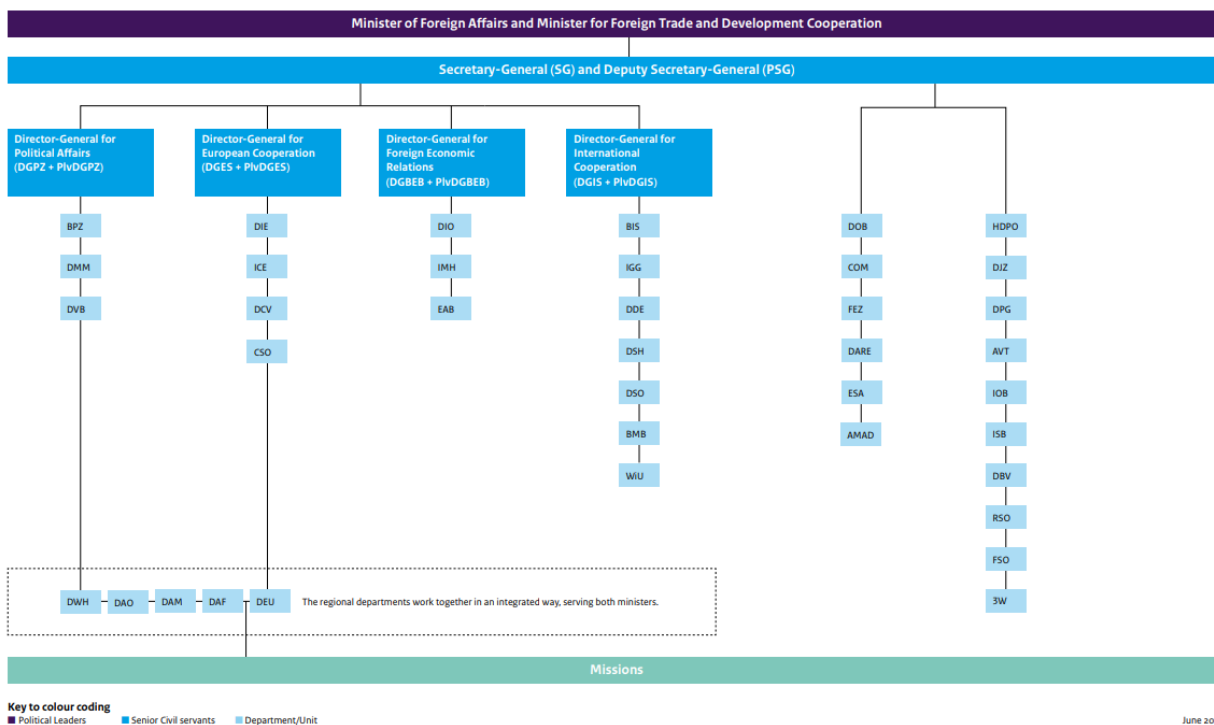 Minister of Foreign Affairs and Minister for Foreign Trade and Development Cooperation
Secretary-General (SG) and Deputy Secretary-General (PSG)
Director-General for
Political Affairs
(DGPZ + PlvDGPZ)
BPZ
DMM
DVB
Director-General for
European Cooperation
(DGES + PlvDGES)
DIE
ICE
DCV
CSO
Director-General for
Foreign Economic
Relations
(DGBEB + PlvDGBEB)
DIO
IMH
EAB
Director-General for
International
Cooperation
(DGIS + PlvDGIS)
BIS
IGG
DDE
DSH
DSO
BMB
WiU
DOB
COM
FEZ
DARE
ESA
AMAD
HDPO
DJZ
DPG
AVT
IOB
ISB
DBV
RSO
FSO
3W
DWH DAO DAM DAF DEU The regional departments work together in an integrated way, serving both ministers.
Missions
Key to colour coding
Political Leaders Senior Civil servants Department/Unit
June 20